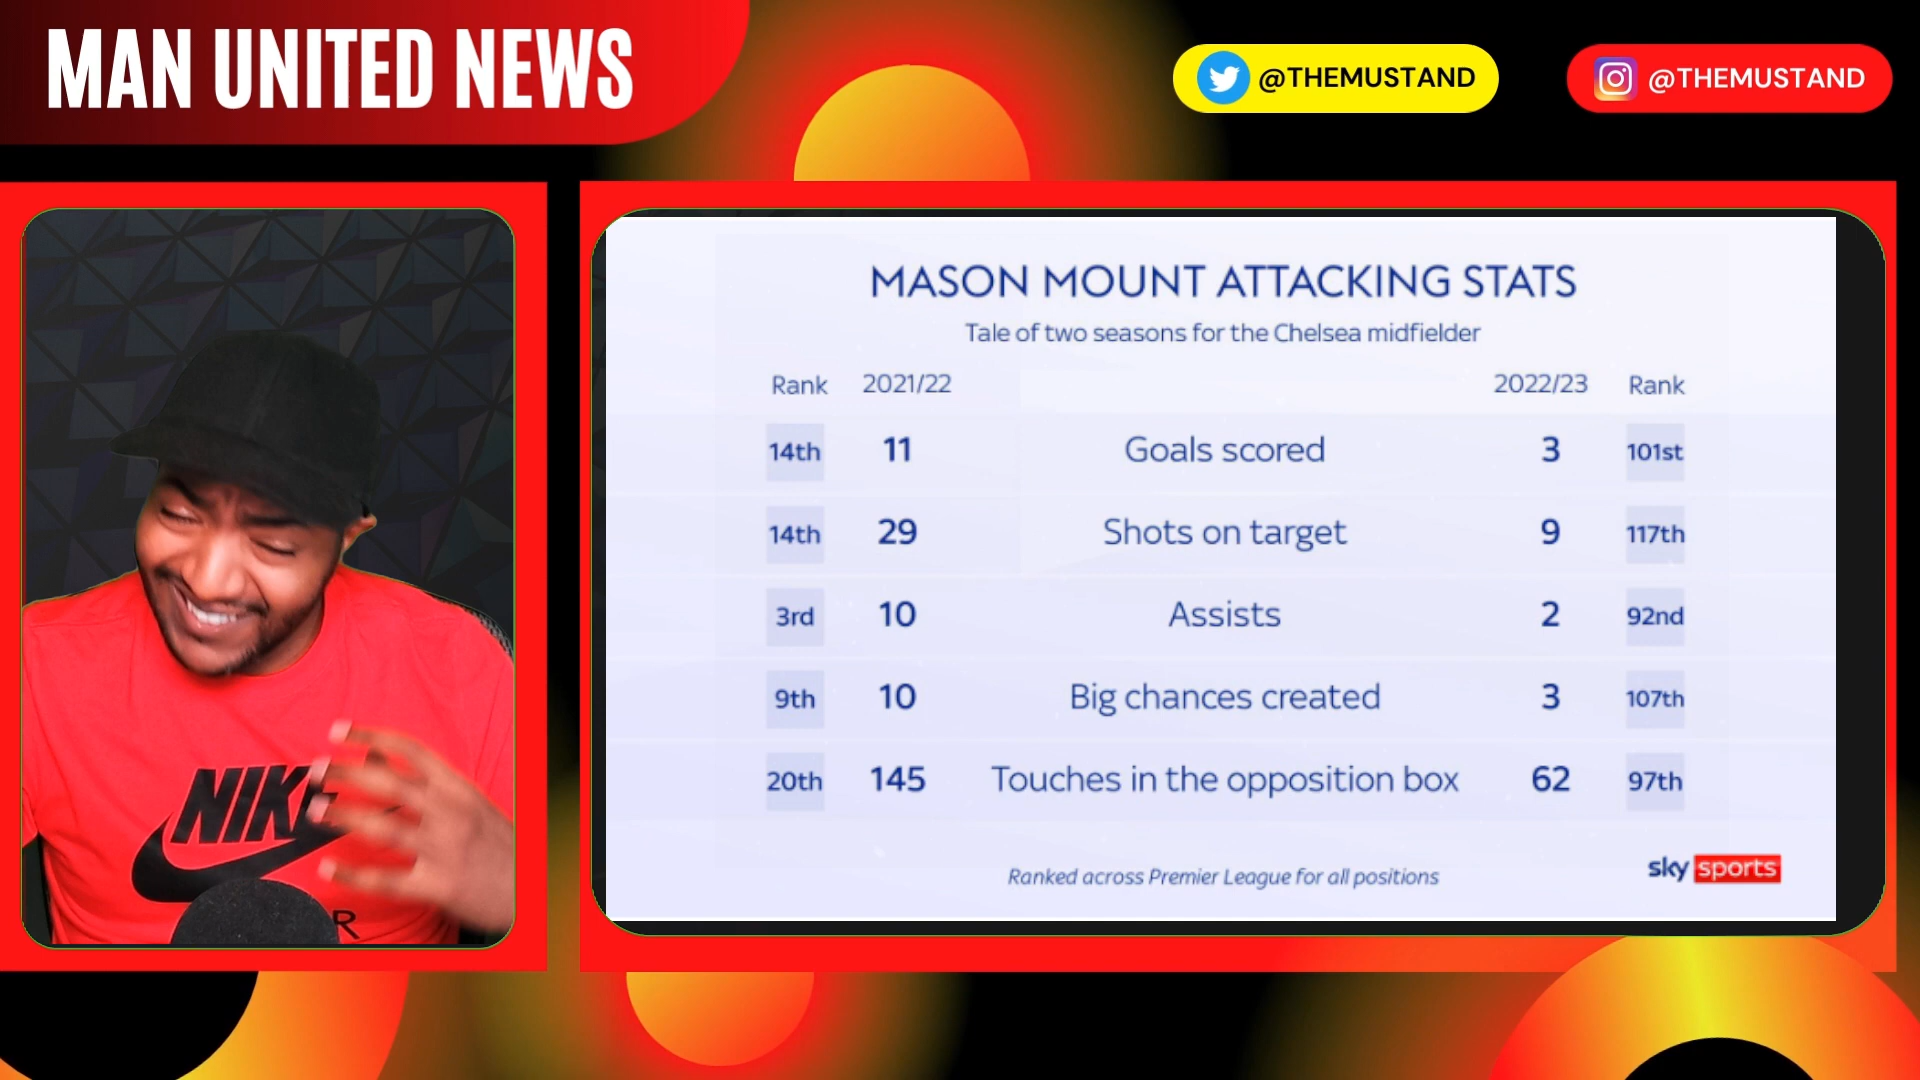 MAN UNITED NEWS
@THEMUSTAND
@THEMUSTAND
MASON MOUNT ATTACKING STATS
Tale of two seasons for the Chelsea midfielder
Rank 2021/22 2022/23 Rank
14th 11 Goals scored 3 101st
14th 29 Shots on target 9 117th
3rd 10 Assists 2 92nd
9th 10 Big chances created 3 107th
20th 145 Touches in the opposition box 62 97th
Ranked across Premier League for all positions
sky sports
NIKE
R